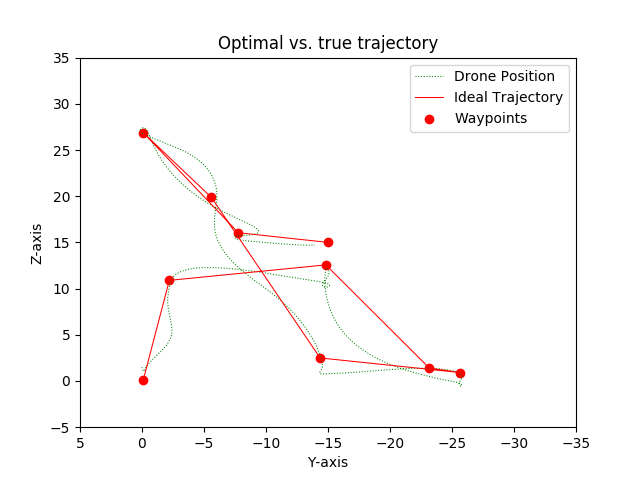 Optimal vs. true trajectory
Drone Position
Ideal Trajectory
Waypoints
35
30
25
20
15
10
5
0
−5
Z-axis
5 0 −5 −10 −15 −20 −25 −30 −35
Y-axis